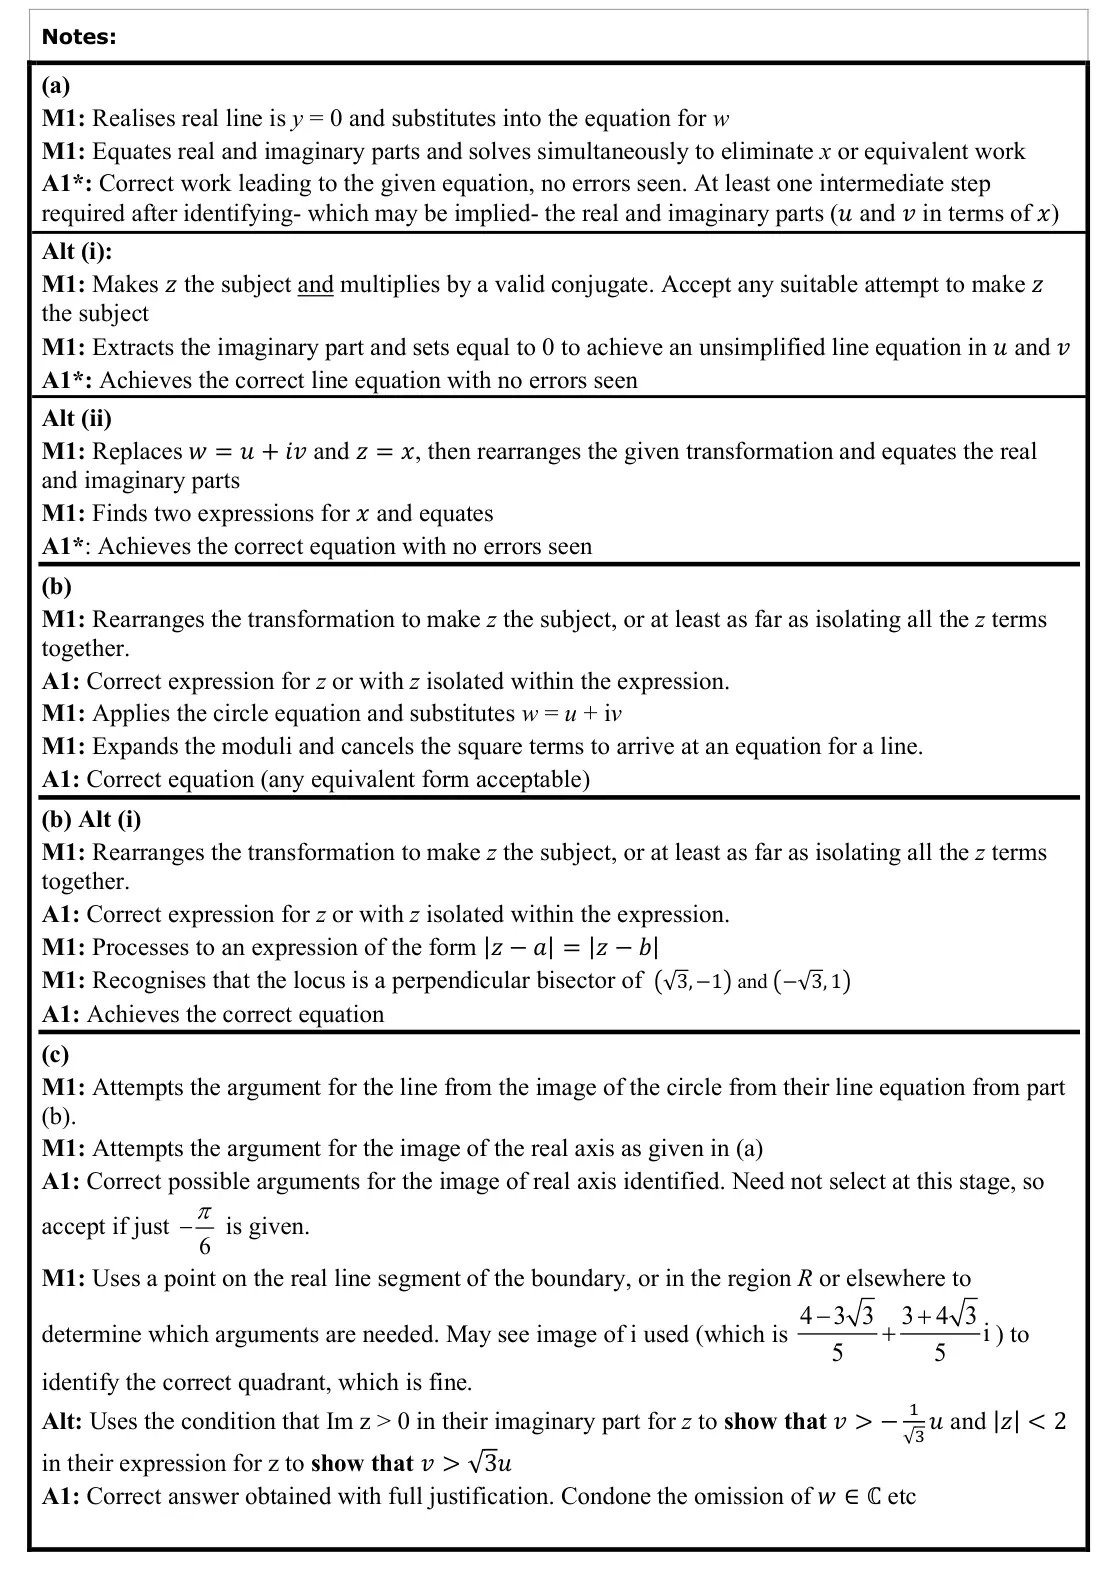 Notes:
(a)
M1: Realises real line is y = 0 and substitutes into the equation for w
M1: Equates real and imaginary parts and solves simultaneously to eliminate x or equivalent work
A1*: Correct work leading to the given equation, no errors seen. At least one intermediate step
required after identifying- which may be implied- the real and imaginary parts (u and v in terms of x)
Alt (i):
M1: Makes z the subject and multiplies by a valid conjugate. Accept any suitable attempt to make z
the subject
M1: Extracts the imaginary part and sets equal to 0 to achieve an unsimplified line equation in u and v
A1*: Achieves the correct line equation with no errors seen
Alt (ii)
M1: Replaces w = u + iv and z = x, then rearranges the given transformation and equates the real
and imaginary parts
M1: Finds two expressions for x and equates
A1*: Achieves the correct equation with no errors seen
(b)
M1: Rearranges the transformation to make z the subject, or at least as far as isolating all the z terms
together.
A1: Correct expression for z or with z isolated within the expression.
M1: Applies the circle equation and substitutes w = u + iv
M1: Expands the moduli and cancels the square terms to arrive at an equation for a line.
A1: Correct equation (any equivalent form acceptable)
(b) Alt (i)
M1: Rearranges the transformation to make z the subject, or at least as far as isolating all the z terms
together.
A1: Correct expression for z or with z isolated within the expression.
M1: Processes to an expression of the form |z − a| = |z − b|
M1: Recognises that the locus is a perpendicular bisector of (√3, −1) and (−√3, 1)
A1: Achieves the correct equation
(c)
M1: Attempts the argument for the line from the image of the circle from their line equation from part
(b).
M1: Attempts the argument for the image of the real axis as given in (a)
A1: Correct possible arguments for the image of real axis identified. Need not select at this stage, so
accept if just −π/6 is given.
M1: Uses a point on the real line segment of the boundary, or in the region R or elsewhere to
determine which arguments are needed. May see image of i used (which is (4−3√3)/5 + (3+4√3)/5 i ) to
identify the correct quadrant, which is fine.
Alt: Uses the condition that Im z > 0 in their imaginary part for z to show that v > −1/√3 u and |z| < 2
in their expression for z to show that v > √3u
A1: Correct answer obtained with full justification. Condone the omission of w ∈ ℂ etc